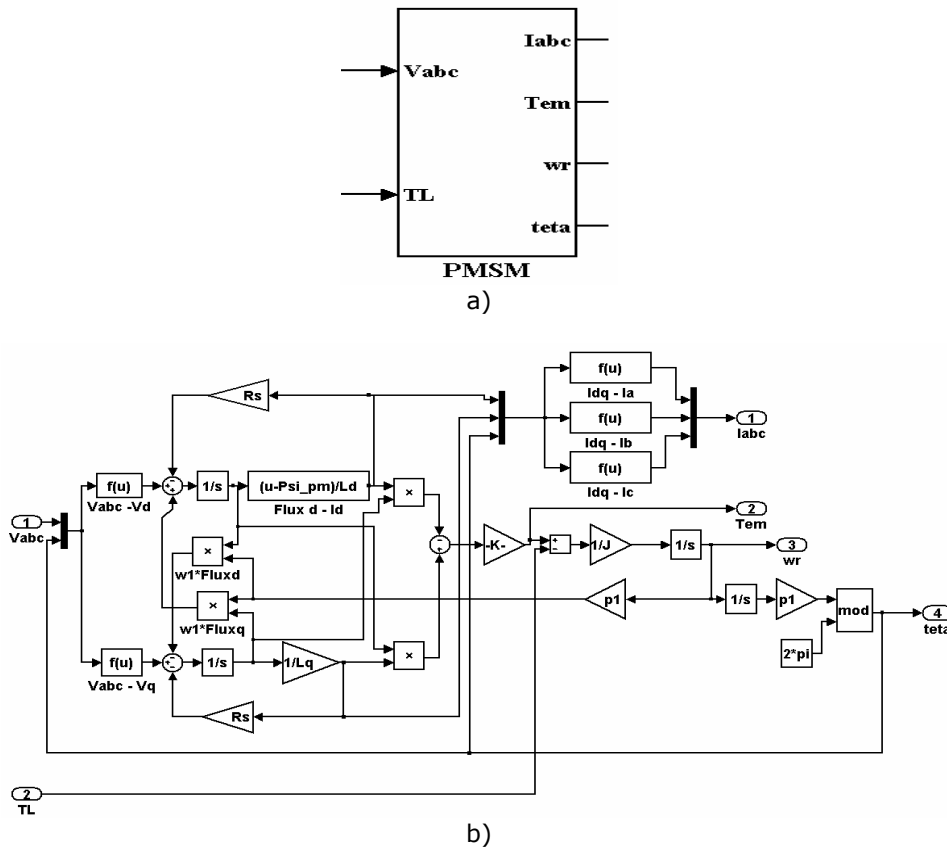 Iabc
Vabc
Tem
wr
TL
teta
PMSM
a)
f(u)
Idq - Ia
Rs
f(u)
Idq - Ib
1
Iabc
f(u)
Idq - Ic
f(u)
Vabc -Vd
1/s
(u-Psi_pm)/Ld
Flux d - Id
×
2
Tem
1
Vabc
-K-
1/J
1/s
3
wr
×
w1*Fluxd
×
w1*Fluxq
p1
1/s
p1
mod
4
teta
2*pi
f(u)
Vabc - Vq
1/s
1/Lq
×
Rs
2
TL
b)